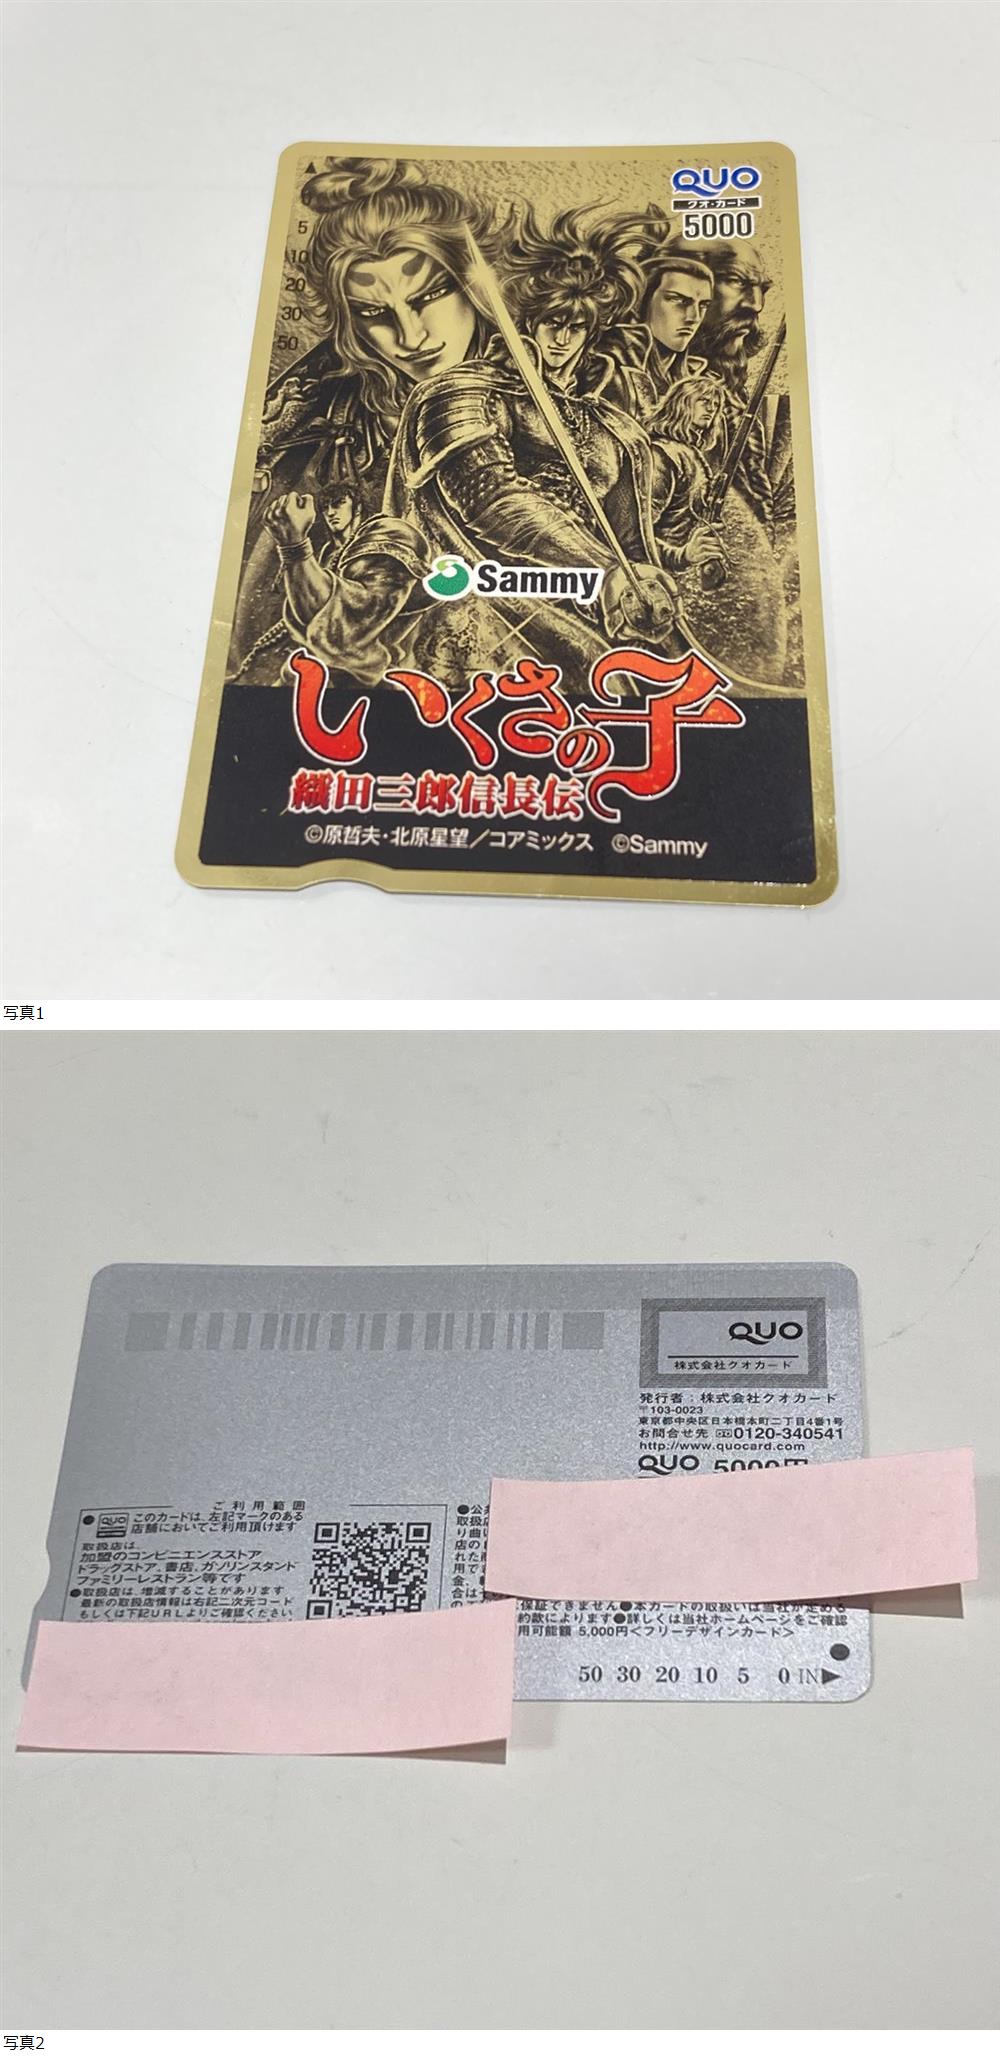 QUO
クオ・カード
5000
5
10
20
30
50
Sammy
×
いくさの子
織田三郎信長伝
©原哲夫・北原星望／コアミックス ©Sammy
写真1
QUO
株式会社クオカード
発行者：株式会社クオカード
〒103-0023
東京都中央区日本橋本町二丁目4番1号
お問合せ先 0120-340541
http://www.quocard.com
QUO 5000円
ご利用範囲
●QUO このカードは、左記マークのある
店舗においてご利用頂けます
取扱店は、
加盟のコンビニエンスストア
ドラッグストア、書店、ガソリンスタンド
ファミリーレストラン等です
●取扱店は、増減することがあります
最新の取扱店情報は右記二次元コード
もしくは下記URLよりご確認ください
保証できません●本カードの取扱いは当社が定める
約款によります●詳しくは当社ホームページをご確認
用可能額 5,000円<フリーデザインカード>
50 30 20 10 5 0 IN▶
写真2